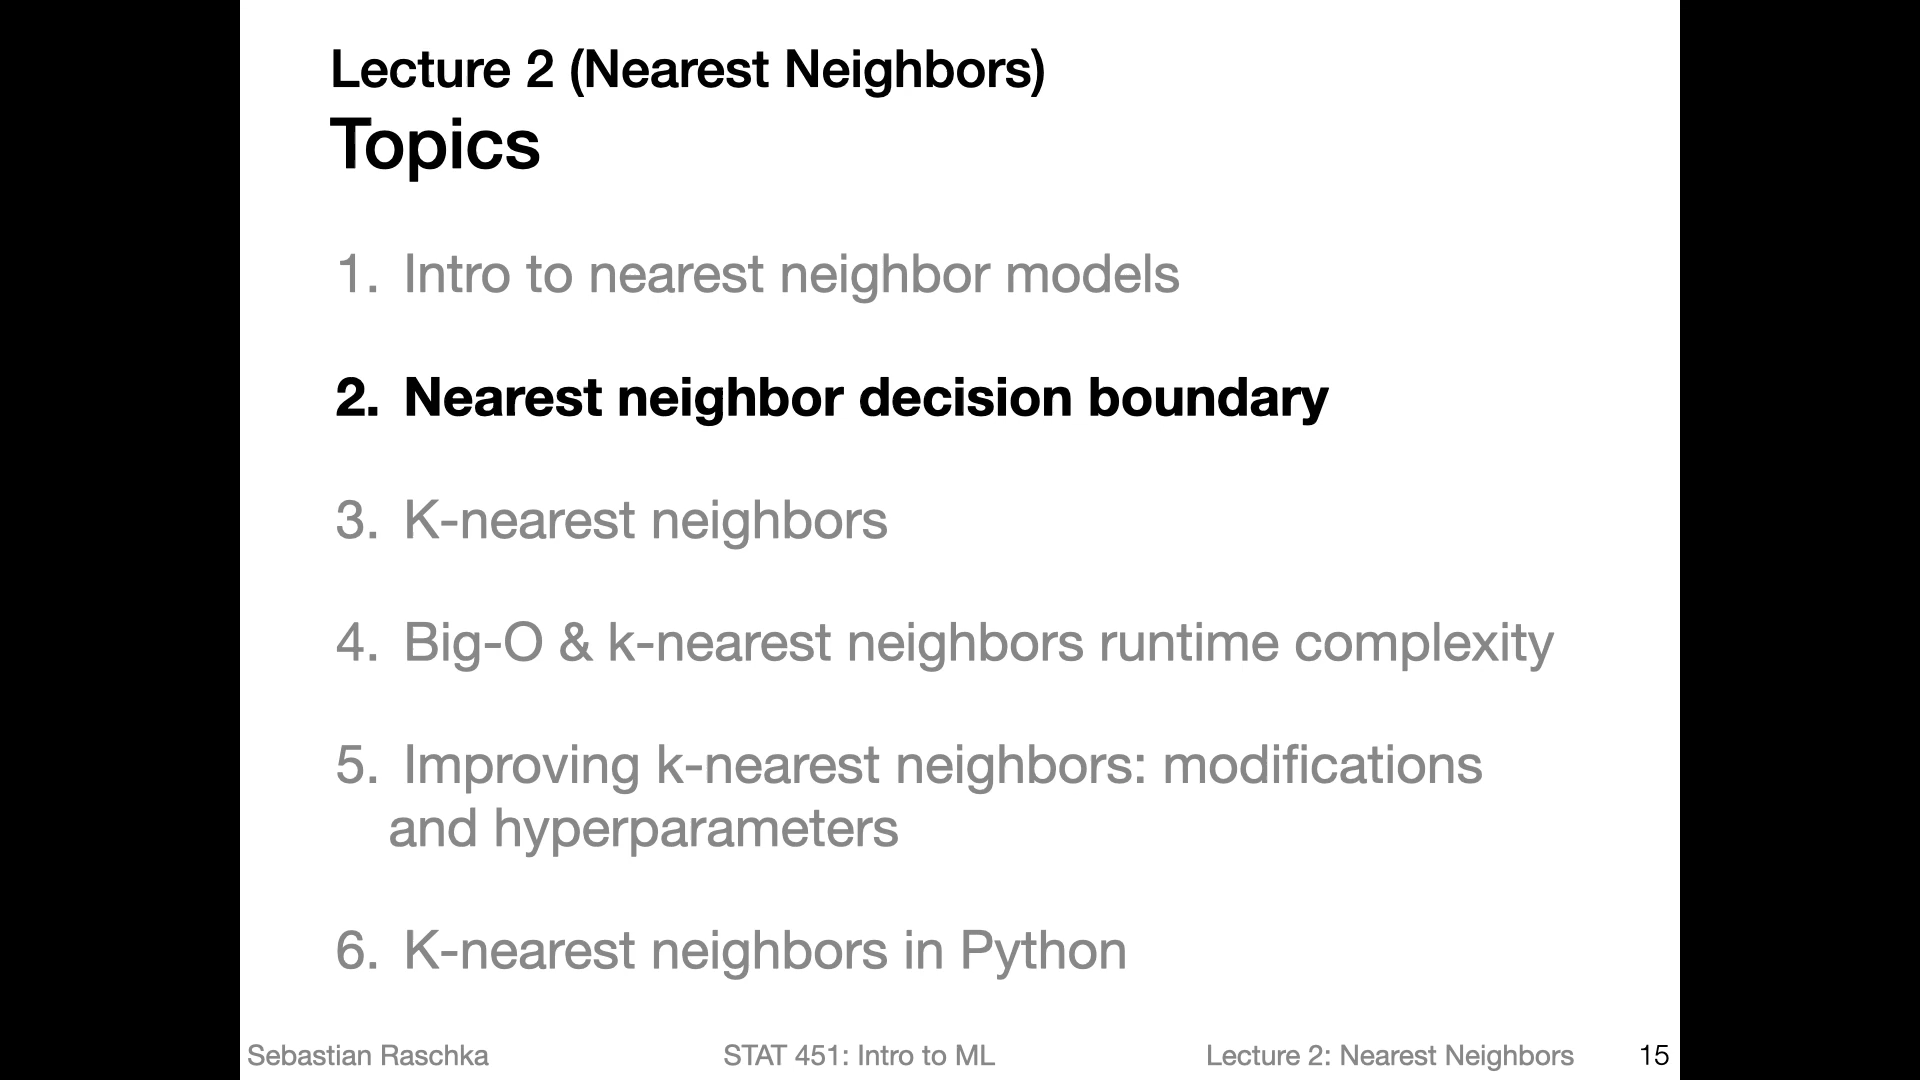 Lecture 2 (Nearest Neighbors)
Topics
1. Intro to nearest neighbor models
2. Nearest neighbor decision boundary
3. K-nearest neighbors
4. Big-O & k-nearest neighbors runtime complexity
5. Improving k-nearest neighbors: modifications
and hyperparameters
6. K-nearest neighbors in Python
Sebastian Raschka STAT 451: Intro to ML Lecture 2: Nearest Neighbors 15